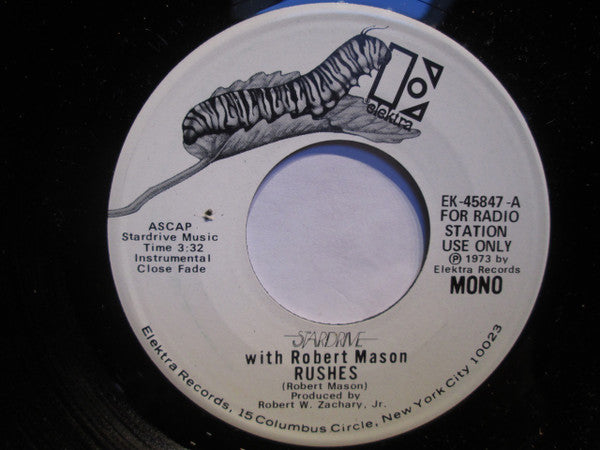 elektra
ASCAP
Stardrive Music
Time 3:32
Instrumental
Close Fade
EK-45847-A
FOR RADIO
STATION
USE ONLY
Ⓟ 1973 by
Elektra Records
MONO
STARDRIVE
with Robert Mason
RUSHES
(Robert Mason)
Produced by
Robert W. Zachary, Jr.
Elektra Records, 15 Columbus Circle, New York City 10023